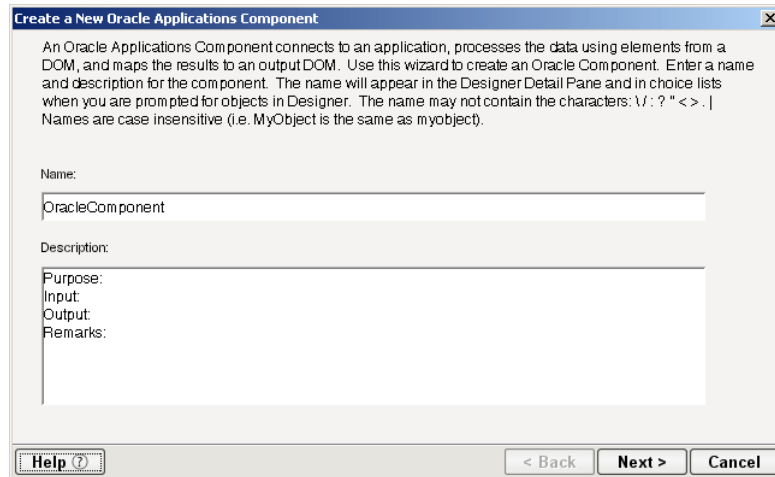 Create a New Oracle Applications Component
An Oracle Applications Component connects to an application, processes the data using elements from a
DOM, and maps the results to an output DOM. Use this wizard to create an Oracle Component. Enter a name
and description for the component. The name will appear in the Designer Detail Pane and in choice lists
when you are prompted for objects in Designer. The name may not contain the characters: \ / : ? " < > . |
Names are case insensitive (i.e. MyObject is the same as myobject).
Name:
OracleComponent
Description:
Purpose:
Input:
Output:
Remarks:
Help ? < Back Next > Cancel